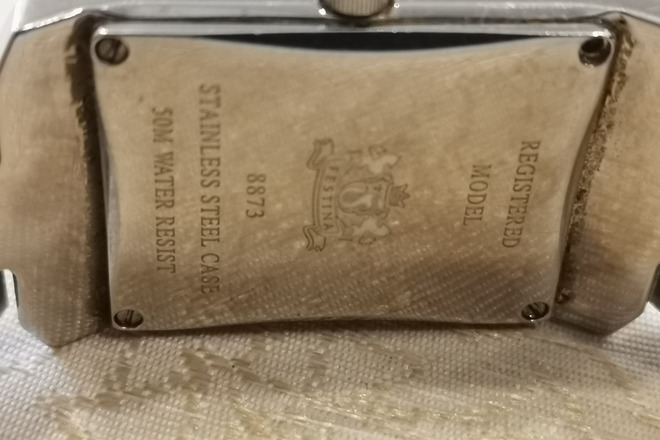 REGISTERED
MODEL
FESTINA
8873
STAINLESS STEEL CASE
50M WATER RESIST